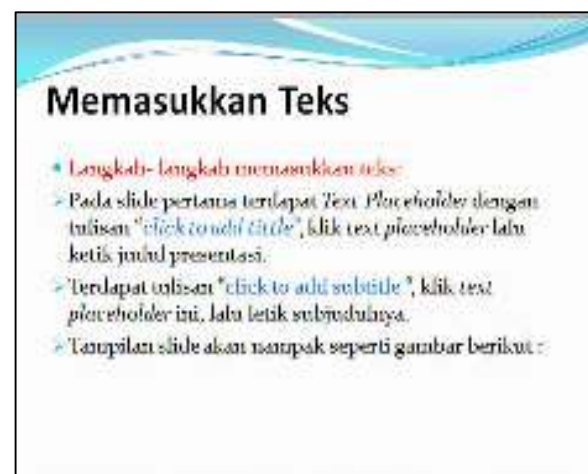 Memasukkan Teks
Langkah- langkah memasukkan teks:
Pada slide pertama terdapat Text Placeholder dengan
tulisan "click to add tittle", klik text placeholder lalu
ketik judul presentasi.
Terdapat tulisan "click to add subtitle ", klik text
placeholder ini, lalu ketik subjudulnya.
Tampilan slide akan nampak seperti gambar berikut :